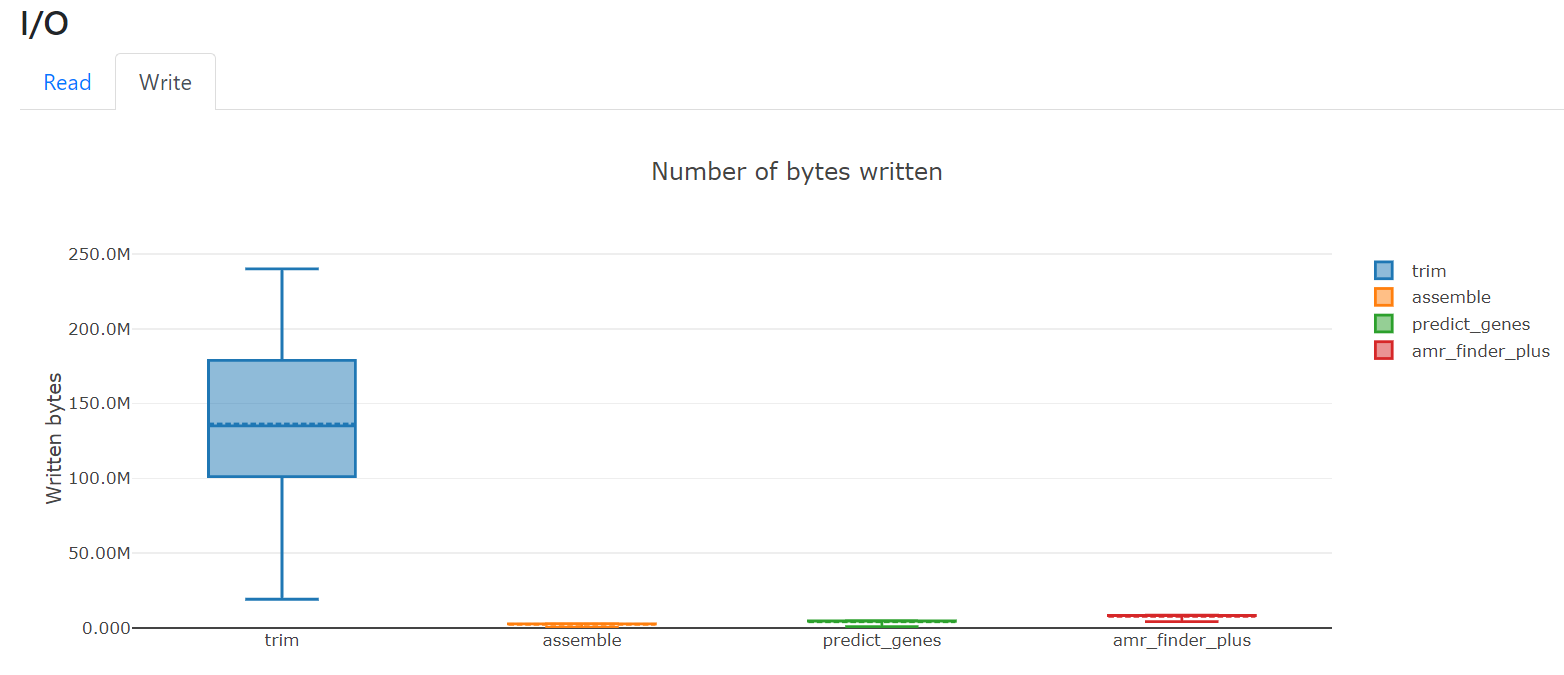 I/O
Read
Write
Number of bytes written
250.0M
200.0M
150.0M
100.0M
50.00M
0.000
Written bytes
trim
assemble
predict_genes
amr_finder_plus
trim
assemble
predict_genes
amr_finder_plus